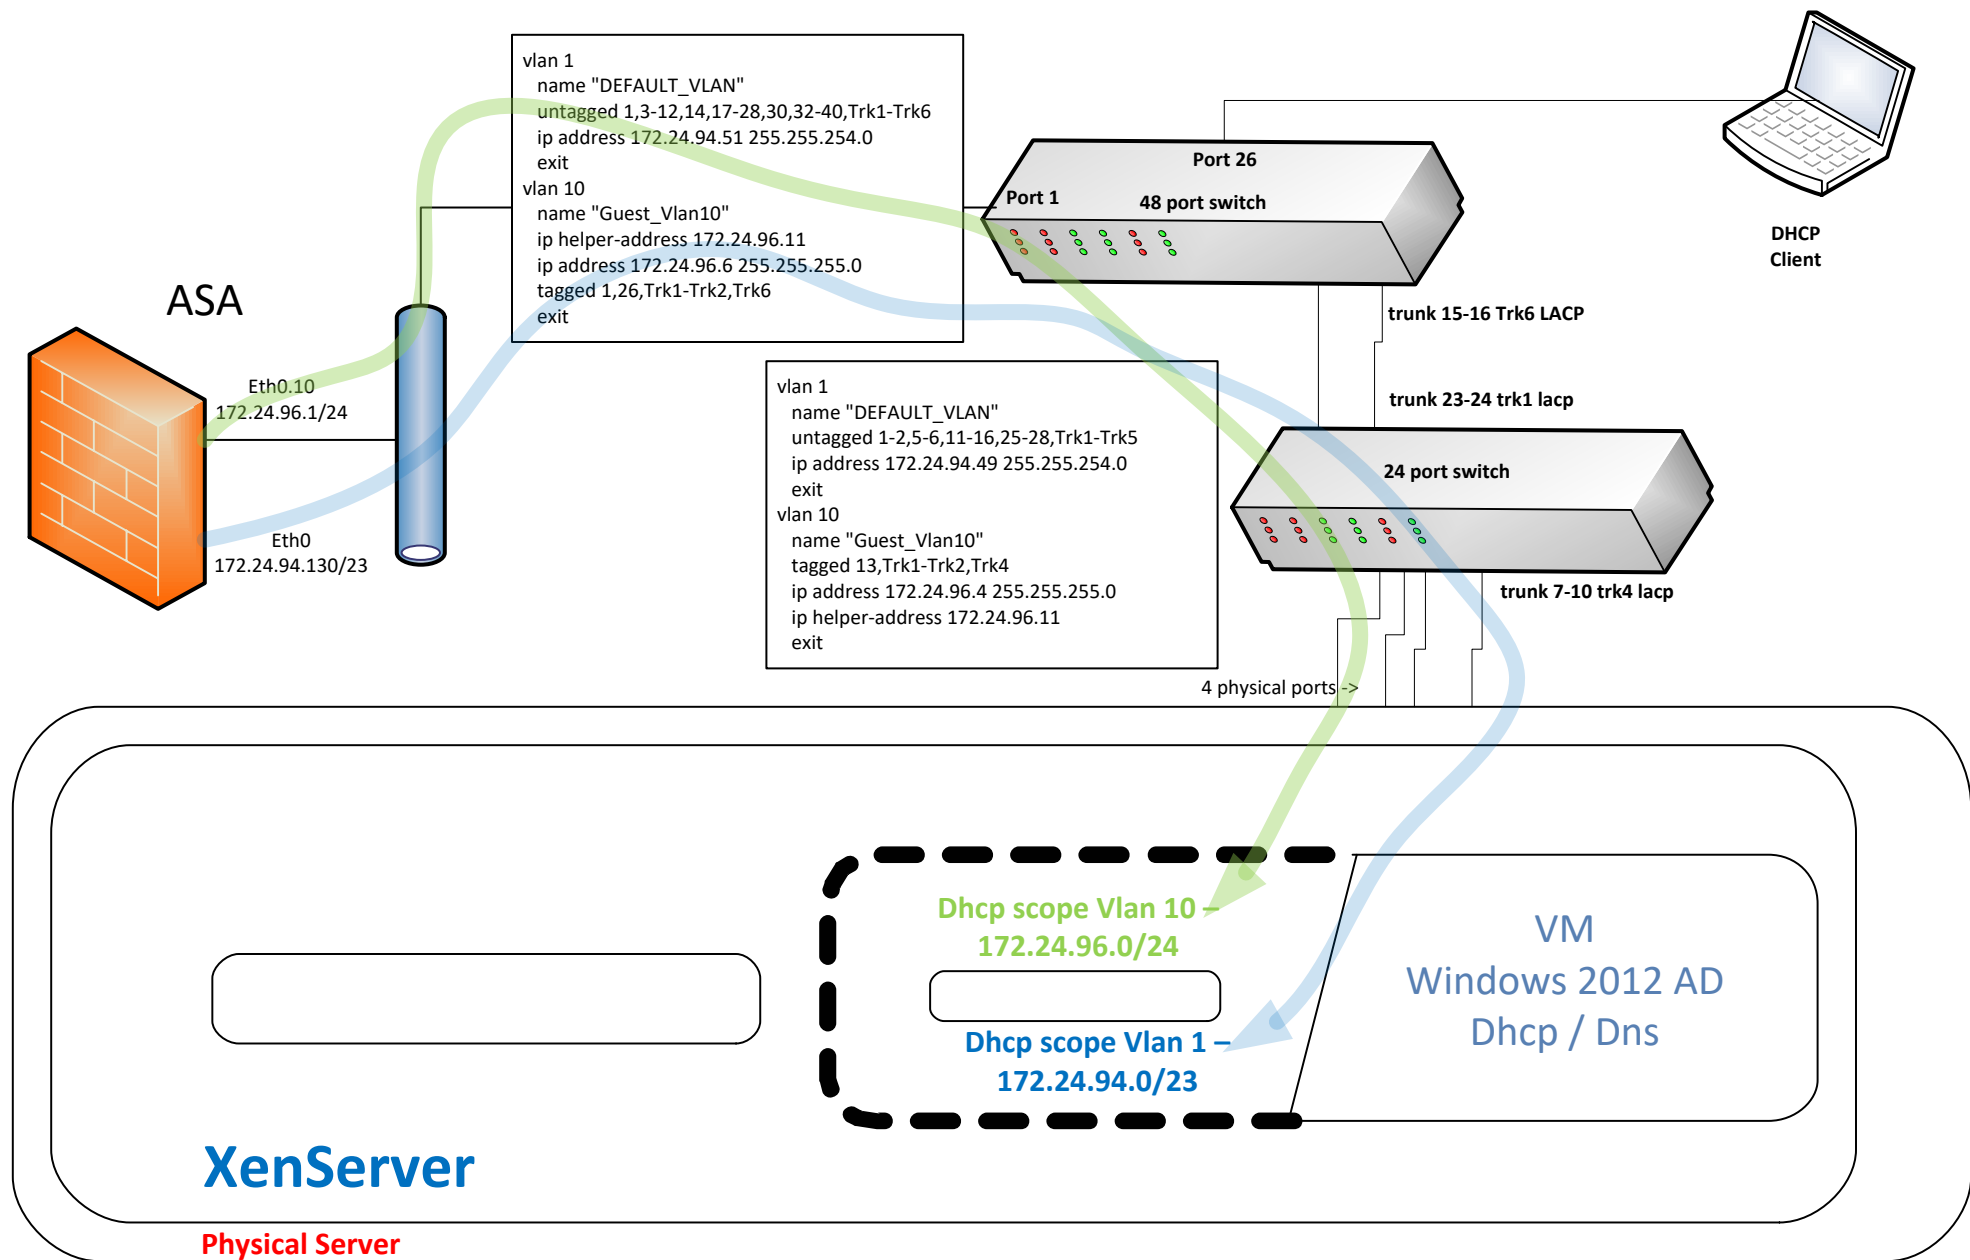 vlan 1
name "DEFAULT_VLAN"
untagged 1,3-12,14,17-28,30,32-40,Trk1-Trk6
ip address 172.24.94.51 255.255.254.0
exit
vlan 10
name "Guest_Vlan10"
ip helper-address 172.24.96.11
ip address 172.24.96.6 255.255.255.0
tagged 1,26,Trk1-Trk2,Trk6
exit
Port 26
Port 1
48 port switch
DHCP
Client
ASA
Eth0.10
172.24.96.1/24
Eth0
172.24.94.130/23
trunk 15-16 Trk6 LACP
trunk 23-24 trk1 lacp
vlan 1
name "DEFAULT_VLAN"
untagged 1-2,5-6,11-16,25-28,Trk1-Trk5
ip address 172.24.94.49 255.255.254.0
exit
vlan 10
name "Guest_Vlan10"
tagged 13,Trk1-Trk2,Trk4
ip address 172.24.96.4 255.255.255.0
ip helper-address 172.24.96.11
exit
24 port switch
trunk 7-10 trk4 lacp
4 physical ports ->
Dhcp scope Vlan 10 –
172.24.96.0/24
Dhcp scope Vlan 1 –
172.24.94.0/23
VM
Windows 2012 AD
Dhcp / Dns
XenServer
Physical Server